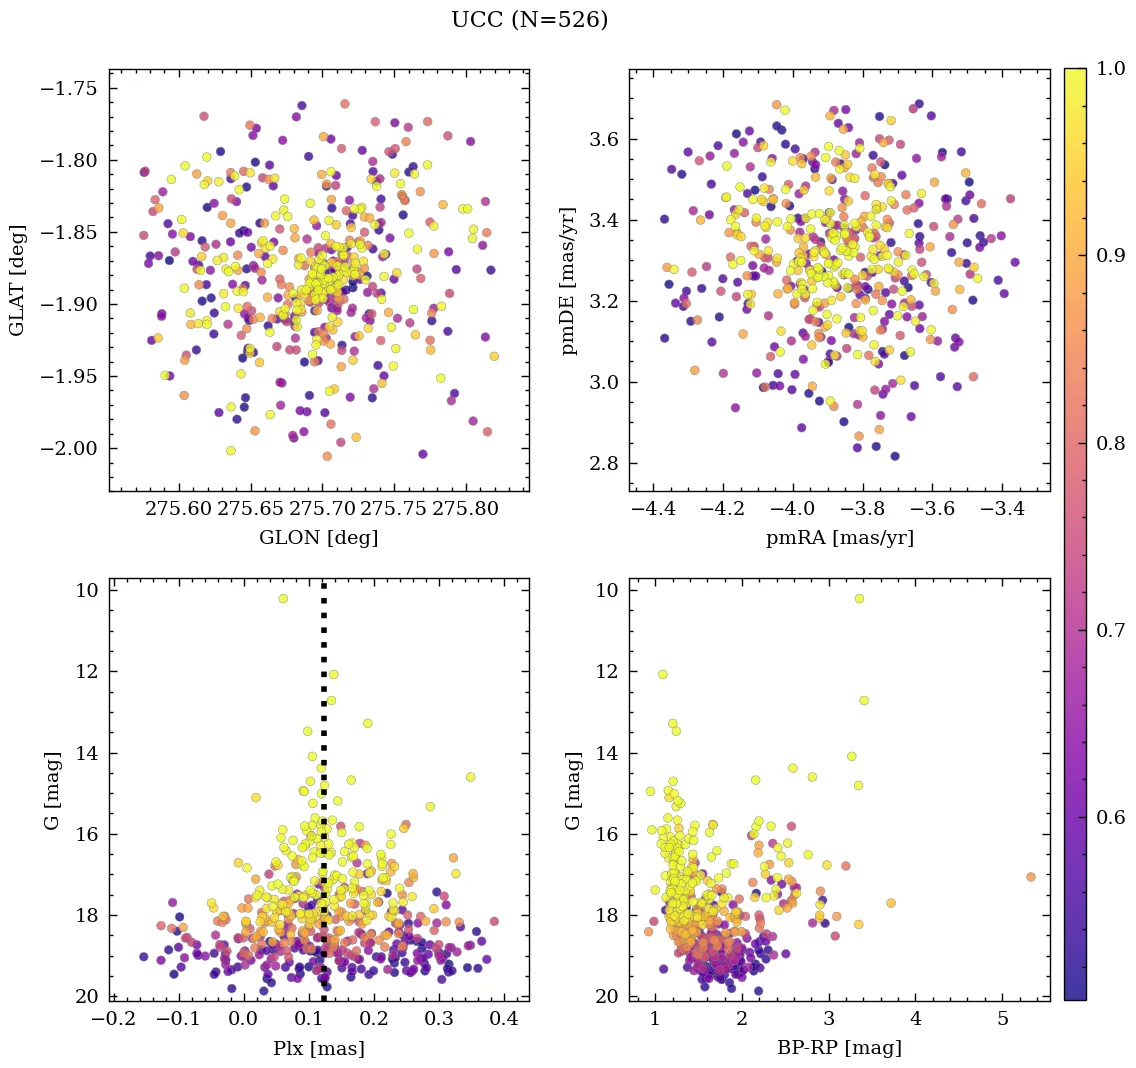 UCC (N=526)
−1.75
−1.80
−1.85
−1.90
−1.95
−2.00
GLAT [deg]
275.60 275.65 275.70 275.75 275.80
GLON [deg]
3.6
3.4
3.2
3.0
2.8
pmDE [mas/yr]
−4.4 −4.2 −4.0 −3.8 −3.6 −3.4
pmRA [mas/yr]
1.0
0.9
0.8
0.7
0.6
10
12
14
16
18
20
G [mag]
−0.2 −0.1 0.0 0.1 0.2 0.3 0.4
Plx [mas]
10
12
14
16
18
20
G [mag]
1 2 3 4 5
BP-RP [mag]